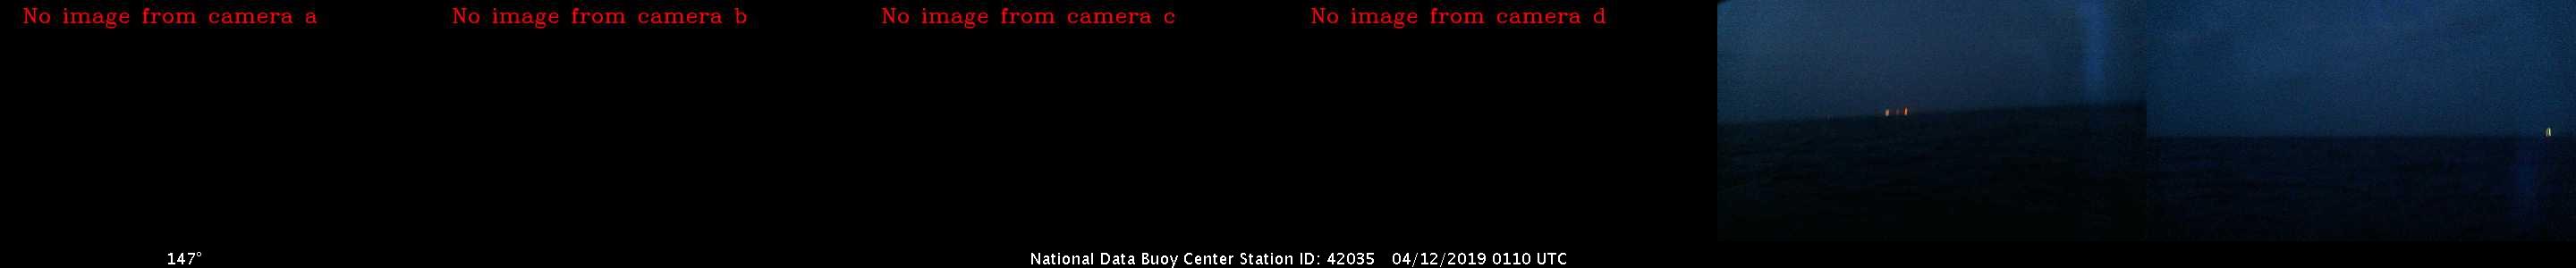 No image from camera a
No image from camera b
No image from camera c
No image from camera d
147°
National Data Buoy Center Station ID: 42035 04/12/2019 0110 UTC